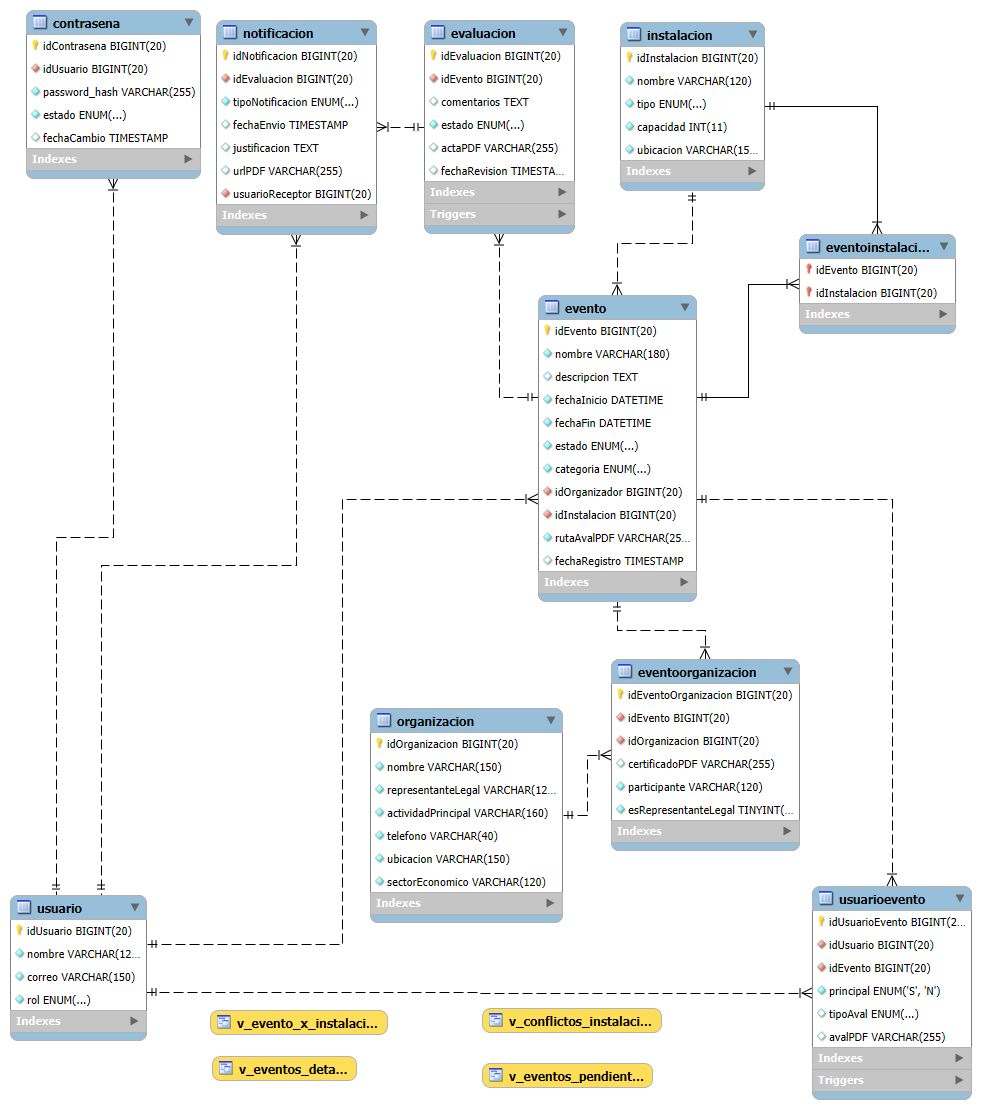 contrasena
idContrasena BIGINT(20)
idUsuario BIGINT(20)
password_hash VARCHAR(255)
estado ENUM(...)
fechaCambio TIMESTAMP
Indexes
notificacion
idNotificacion BIGINT(20)
idEvaluacion BIGINT(20)
tipoNotificacion ENUM(...)
fechaEnvio TIMESTAMP
justificacion TEXT
urlPDF VARCHAR(255)
usuarioReceptor BIGINT(20)
Indexes
evaluacion
idEvaluacion BIGINT(20)
idEvento BIGINT(20)
comentarios TEXT
estado ENUM(...)
actaPDF VARCHAR(255)
fechaRevision TIMESTA...
Indexes
Triggers
instalacion
idInstalacion BIGINT(20)
nombre VARCHAR(120)
tipo ENUM(...)
capacidad INT(11)
ubicacion VARCHAR(15...
Indexes
eventoinstalaci...
idEvento BIGINT(20)
idInstalacion BIGINT(20)
Indexes
evento
idEvento BIGINT(20)
nombre VARCHAR(180)
descripcion TEXT
fechaInicio DATETIME
fechaFin DATETIME
estado ENUM(...)
categoria ENUM(...)
idOrganizador BIGINT(20)
idInstalacion BIGINT(20)
rutaAvalPDF VARCHAR(25...
fechaRegistro TIMESTAMP
Indexes
eventoorganizacion
idEventoOrganizacion BIGINT(20)
idEvento BIGINT(20)
idOrganizacion BIGINT(20)
certificadoPDF VARCHAR(255)
participante VARCHAR(120)
esRepresentanteLegal TINYINT(...
Indexes
organizacion
idOrganizacion BIGINT(20)
nombre VARCHAR(150)
representanteLegal VARCHAR(12...
actividadPrincipal VARCHAR(160)
telefono VARCHAR(40)
ubicacion VARCHAR(150)
sectorEconomico VARCHAR(120)
Indexes
usuario
idUsuario BIGINT(20)
nombre VARCHAR(12...
correo VARCHAR(150)
rol ENUM(...)
Indexes
usuarioevento
idUsuarioEvento BIGINT(2...
idUsuario BIGINT(20)
idEvento BIGINT(20)
principal ENUM('S', 'N')
tipoAval ENUM(...)
avalPDF VARCHAR(255)
Indexes
Triggers
v_evento_x_instalaci...
v_conflictos_instalaci...
v_eventos_deta...
v_eventos_pendient...